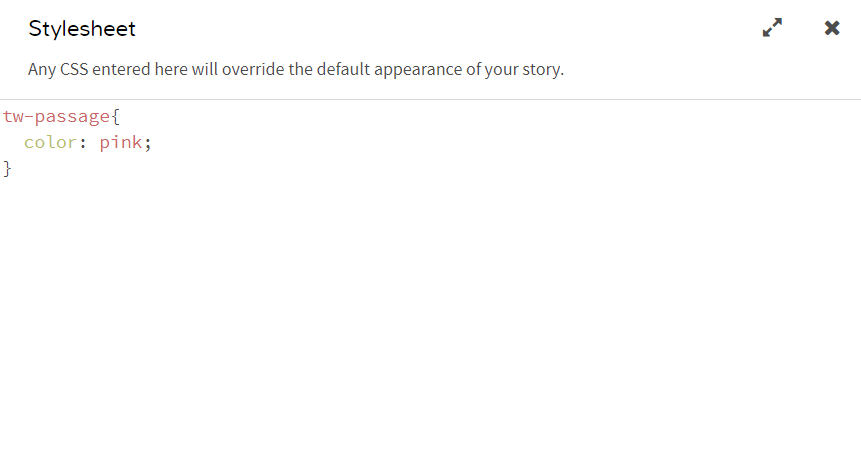 Stylesheet
Any CSS entered here will override the default appearance of your story.
tw-passage{
  color: pink;
}